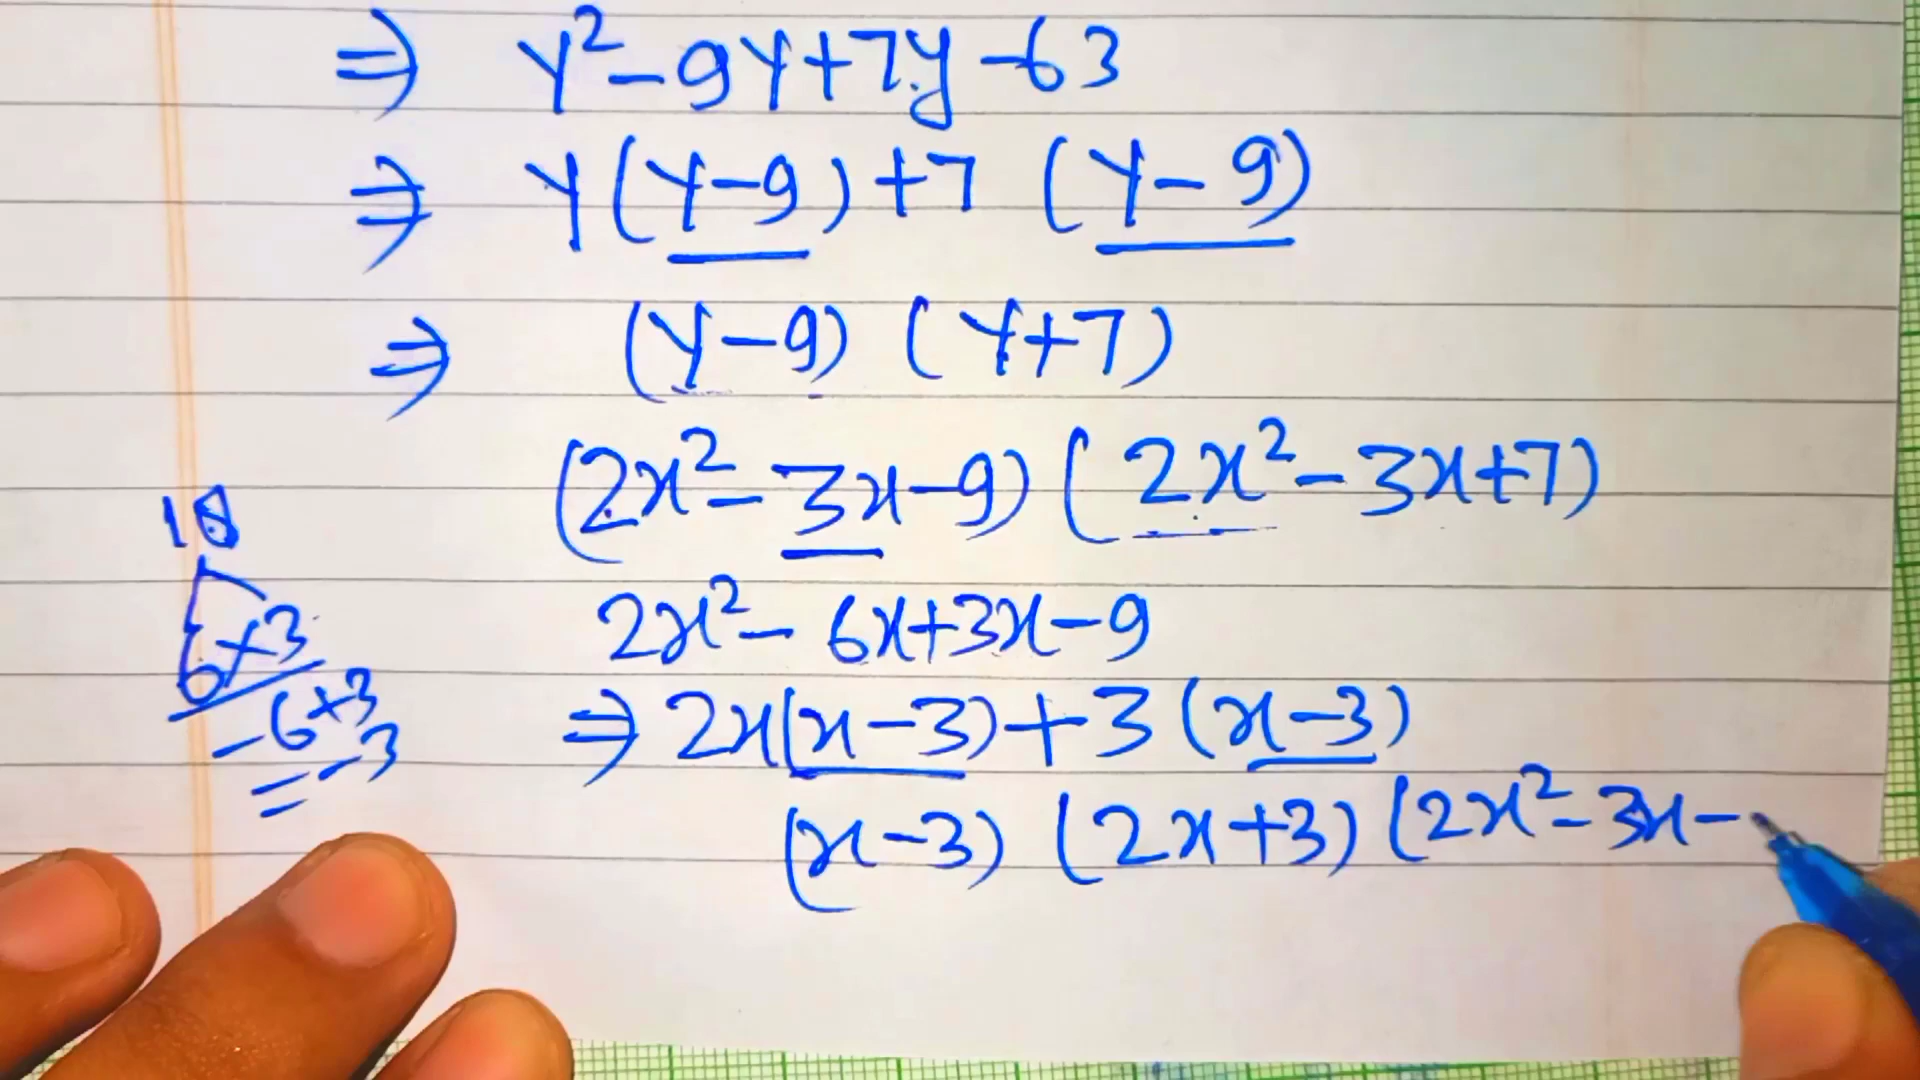 ⇒ y² - 9y + 7y - 63
⇒ y(y-9) + 7 (y-9)
⇒ (y-9) (y+7)
(2x² - 3x - 9) (2x² - 3x + 7)
18
6×3
-6+3
= -3
2x² - 6x + 3x - 9
⇒ 2x(x-3) + 3 (x-3)
(x-3) (2x+3) (2x² - 3x -